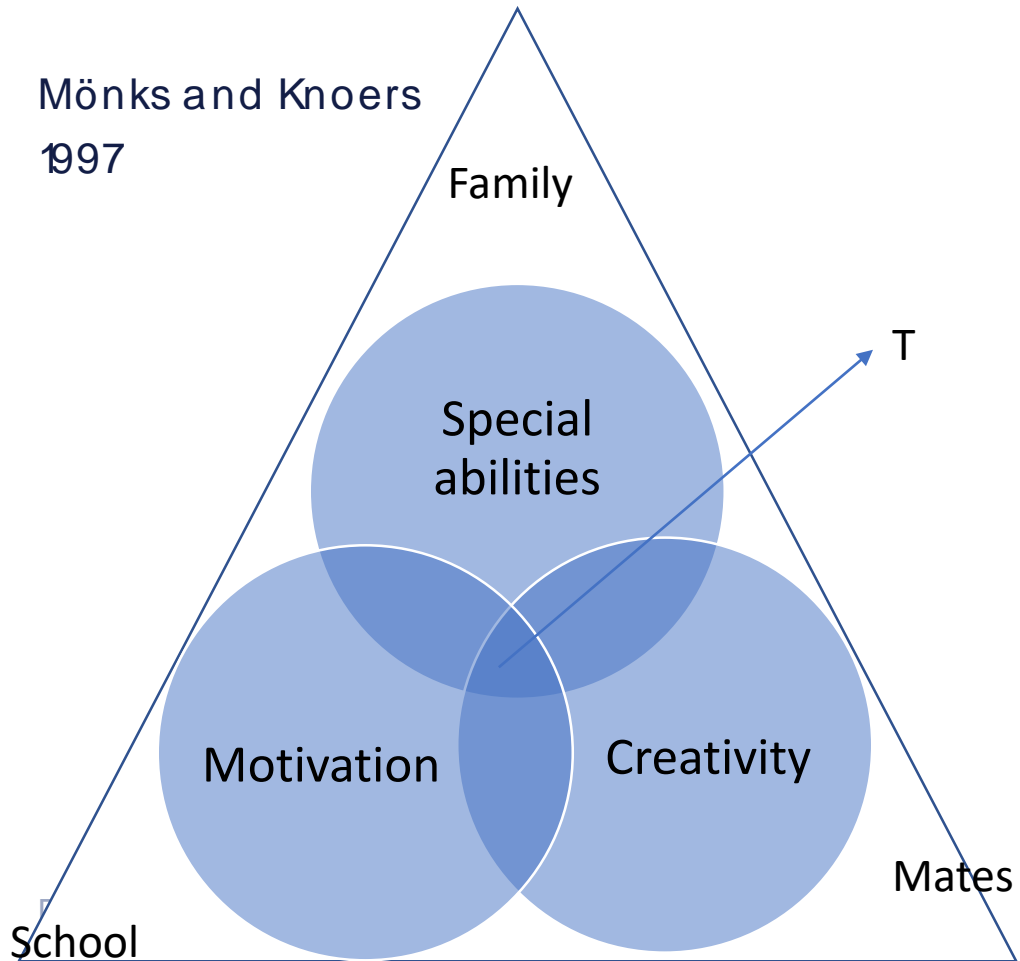 Mönks and Knoers
1997
Family
T
Special
abilities
Motivation
Creativity
Mates
School